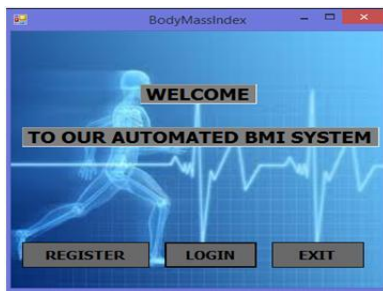 BodyMassIndex
WELCOME
TO OUR AUTOMATED BMI SYSTEM
REGISTER LOGIN EXIT